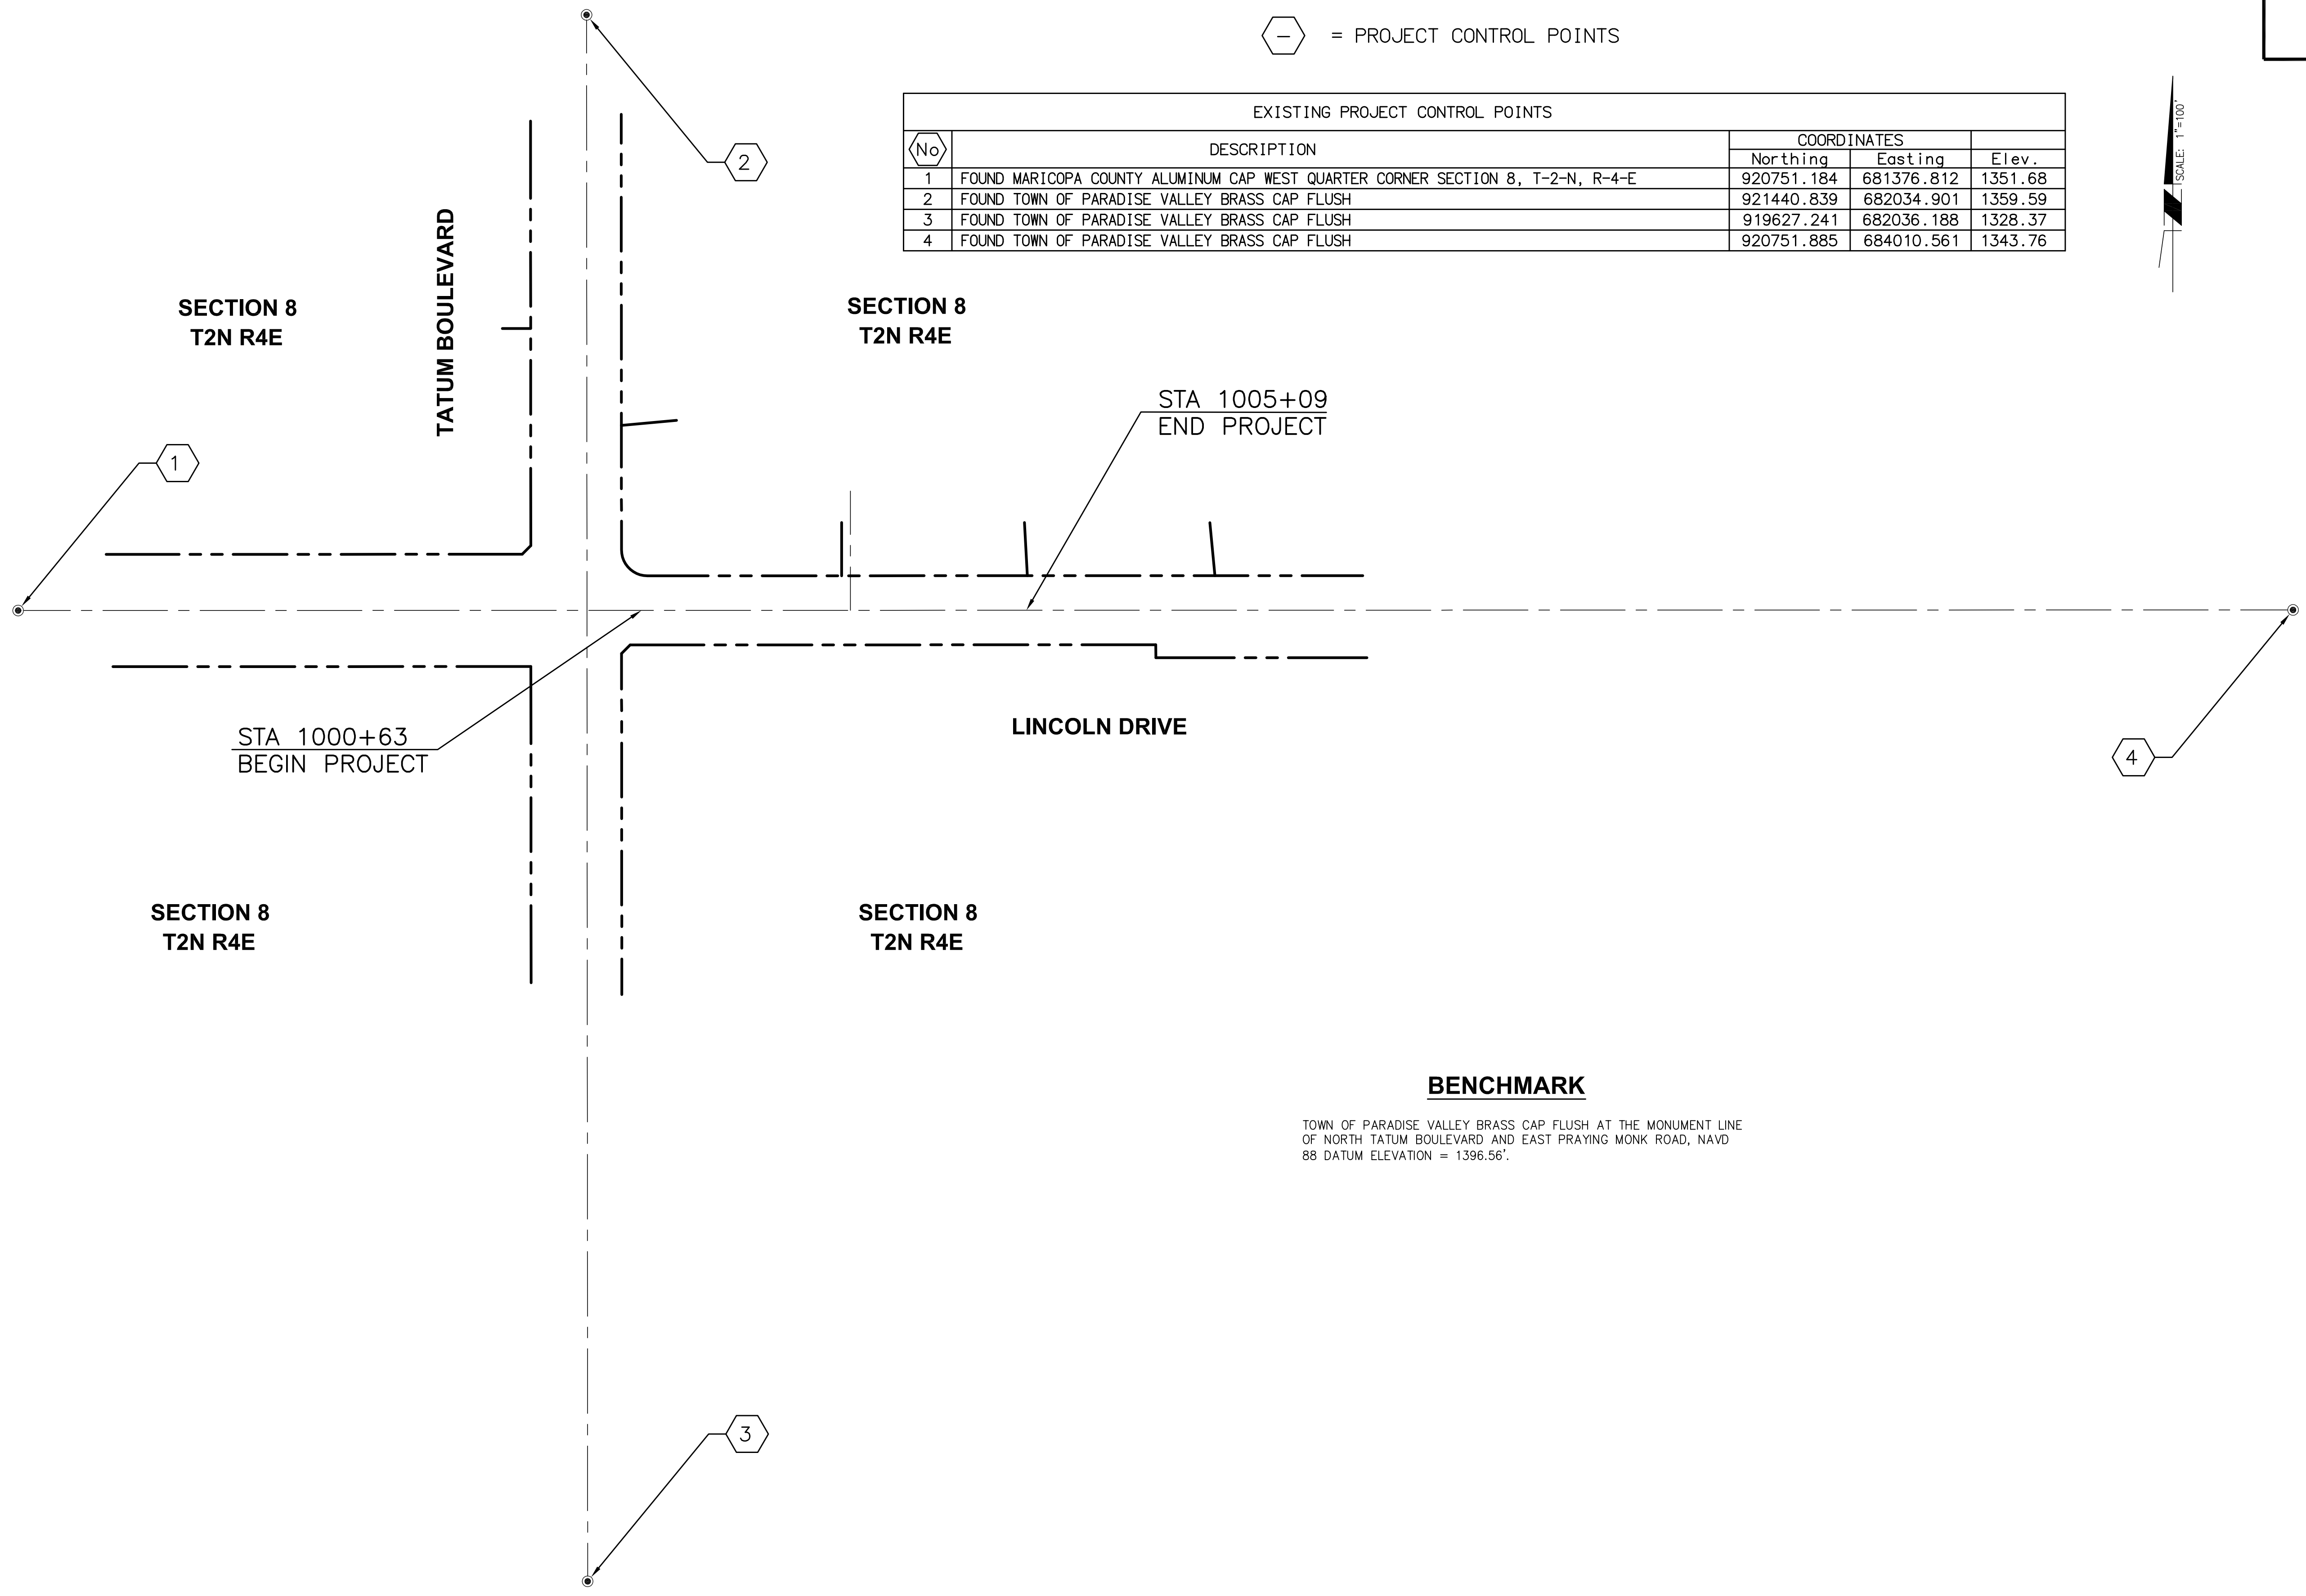 – = PROJECT CONTROL POINTS
EXISTING PROJECT CONTROL POINTS
No DESCRIPTION COORDINATES
Northing Easting Elev.
1 FOUND MARICOPA COUNTY ALUMINUM CAP WEST QUARTER CORNER SECTION 8, T-2-N, R-4-E 920751.184 681376.812 1351.68
2 FOUND TOWN OF PARADISE VALLEY BRASS CAP FLUSH 921440.839 682034.901 1359.59
3 FOUND TOWN OF PARADISE VALLEY BRASS CAP FLUSH 919627.241 682036.188 1328.37
4 FOUND TOWN OF PARADISE VALLEY BRASS CAP FLUSH 920751.885 684010.561 1343.76
SCALE: 1"=100'
2
TATUM BOULEVARD
SECTION 8
T2N R4E
SECTION 8
T2N R4E
STA 1005+09
END PROJECT
1
STA 1000+63
BEGIN PROJECT
LINCOLN DRIVE
4
SECTION 8
T2N R4E
SECTION 8
T2N R4E
BENCHMARK
TOWN OF PARADISE VALLEY BRASS CAP FLUSH AT THE MONUMENT LINE
OF NORTH TATUM BOULEVARD AND EAST PRAYING MONK ROAD, NAVD
88 DATUM ELEVATION = 1396.56'.
3